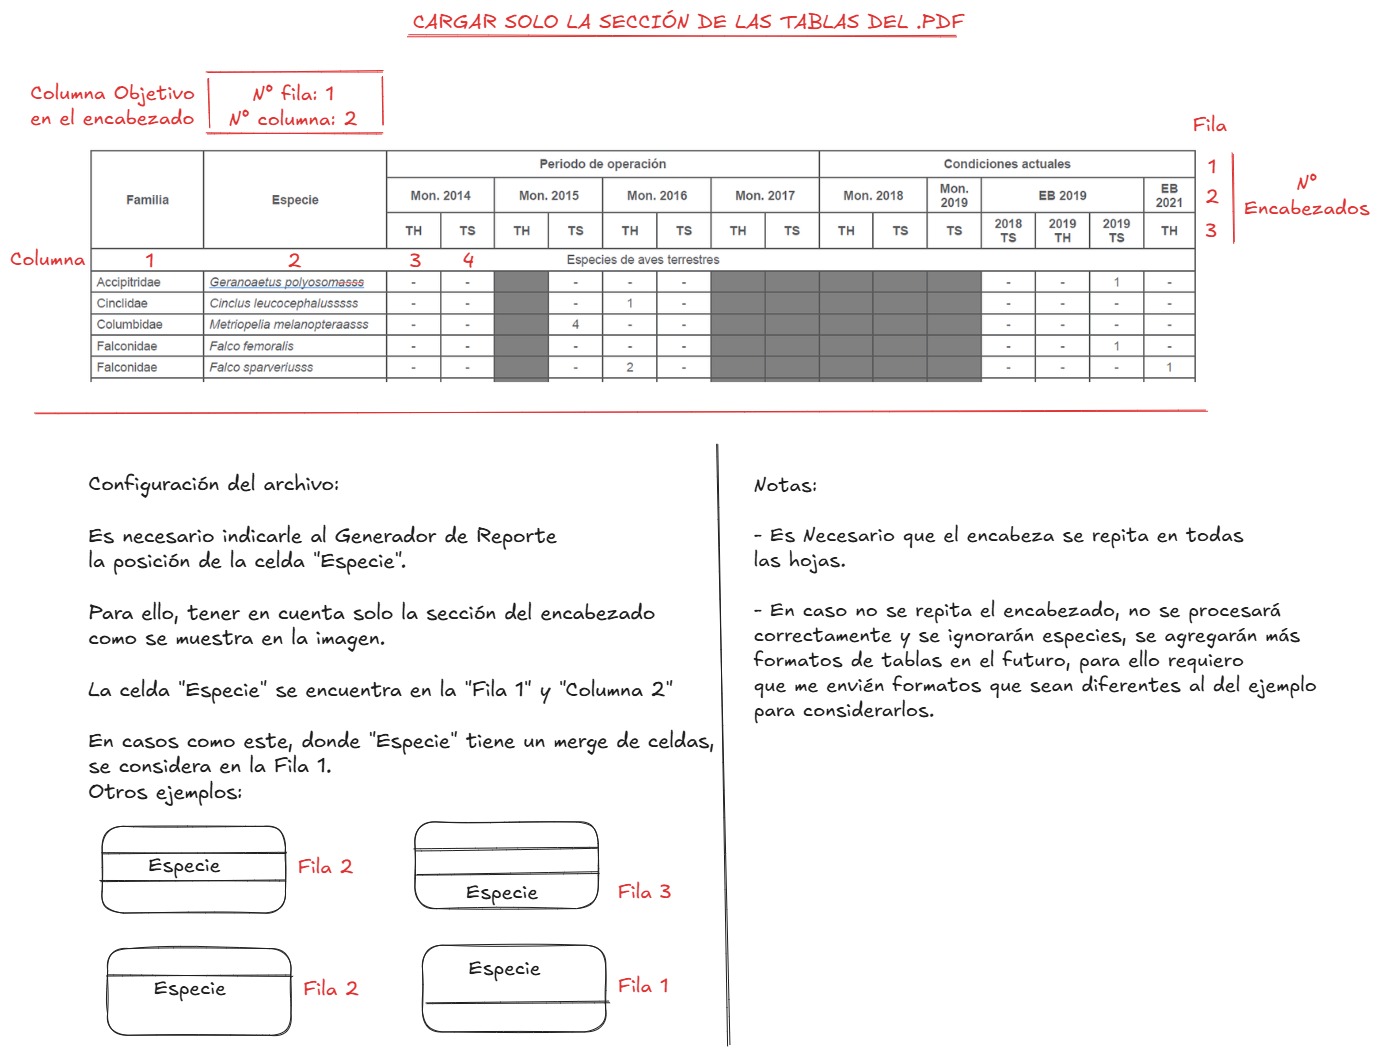 CARGAR SOLO LA SECCIÓN DE LAS TABLAS DEL .PDF
Columna Objetivo
en el encabezado
N° fila: 1
N° columna: 2
Fila
1
2
3
N°
Encabezados
Familia
Especie
Periodo de operación
Condiciones actuales
Mon. 2014
Mon. 2015
Mon. 2016
Mon. 2017
Mon. 2018
Mon.
2019
EB 2019
EB
2021
TH TS TH TS TH TS TH TS TH TS TS 2018 TS 2019 TH 2019 TS TH
Columna 1 2 3 4 Especies de aves terrestres
Accipitridae Geranoaetus polyosomasss - - - - - - - 1 -
Cinclidae Cinclus leucocephalusssss - - - 1 - - - - -
Columbidae Metriopelia melanopteraasss - - 4 - - - - - -
Falconidae Falco femoralis - - - - - - - 1 -
Falconidae Falco sparveriusss - - - 2 - - - - 1
Configuración del archivo:
Es necesario indicarle al Generador de Reporte
la posición de la celda "Especie".
Para ello, tener en cuenta solo la sección del encabezado
como se muestra en la imagen.
La celda "Especie" se encuentra en la "Fila 1" y "Columna 2"
En casos como este, donde "Especie" tiene un merge de celdas,
se considera en la Fila 1.
Otros ejemplos:
Especie
Fila 2
Especie
Fila 3
Especie
Fila 2
Especie
Fila 1
Notas:
- Es Necesario que el encabeza se repita en todas
las hojas.
- En caso no se repita el encabezado, no se procesará
correctamente y se ignorarán especies, se agregarán más
formatos de tablas en el futuro, para ello requiero
que me envién formatos que sean diferentes al del ejemplo
para considerarlos.